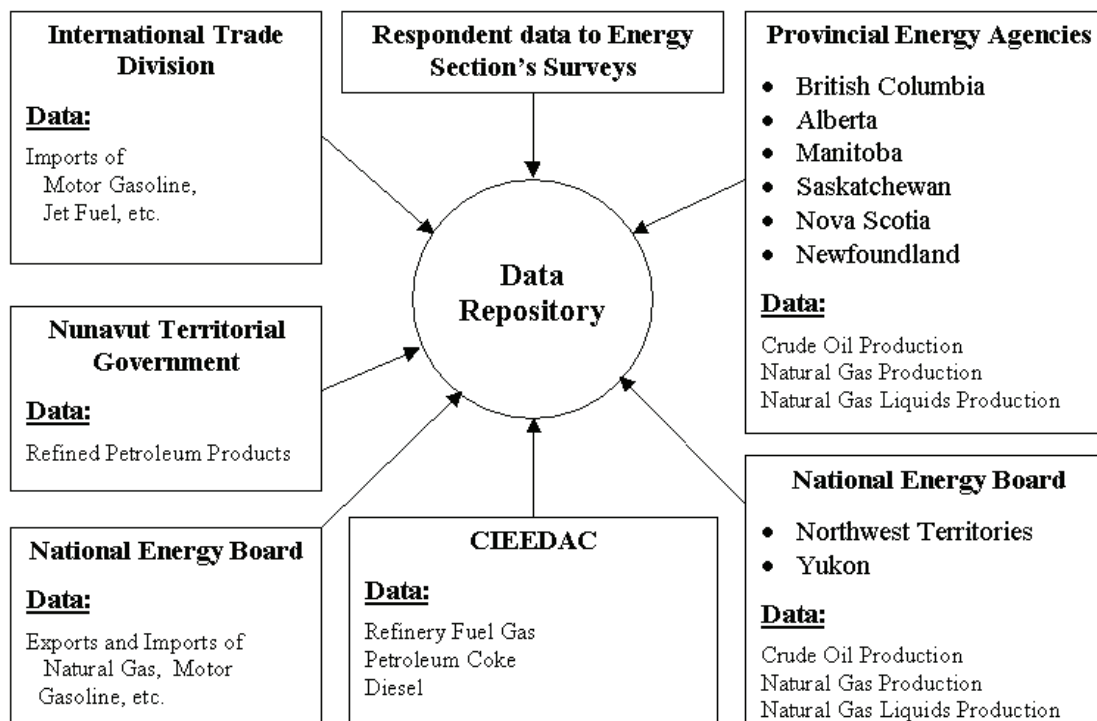 International Trade
Division
Data:
Imports of
Motor Gasoline,
Jet Fuel, etc.
Respondent data to Energy
Section's Surveys
Provincial Energy Agencies
• British Columbia
• Alberta
• Manitoba
• Saskatchewan
• Nova Scotia
• Newfoundland
Data:
Crude Oil Production
Natural Gas Production
Natural Gas Liquids Production
Data
Repository
Nunavut Territorial
Government
Data:
Refined Petroleum Products
National Energy Board
Data:
Exports and Imports of
Natural Gas, Motor
Gasoline, etc.
CIEEDAC
Data:
Refinery Fuel Gas
Petroleum Coke
Diesel
National Energy Board
• Northwest Territories
• Yukon
Data:
Crude Oil Production
Natural Gas Production
Natural Gas Liquids Production